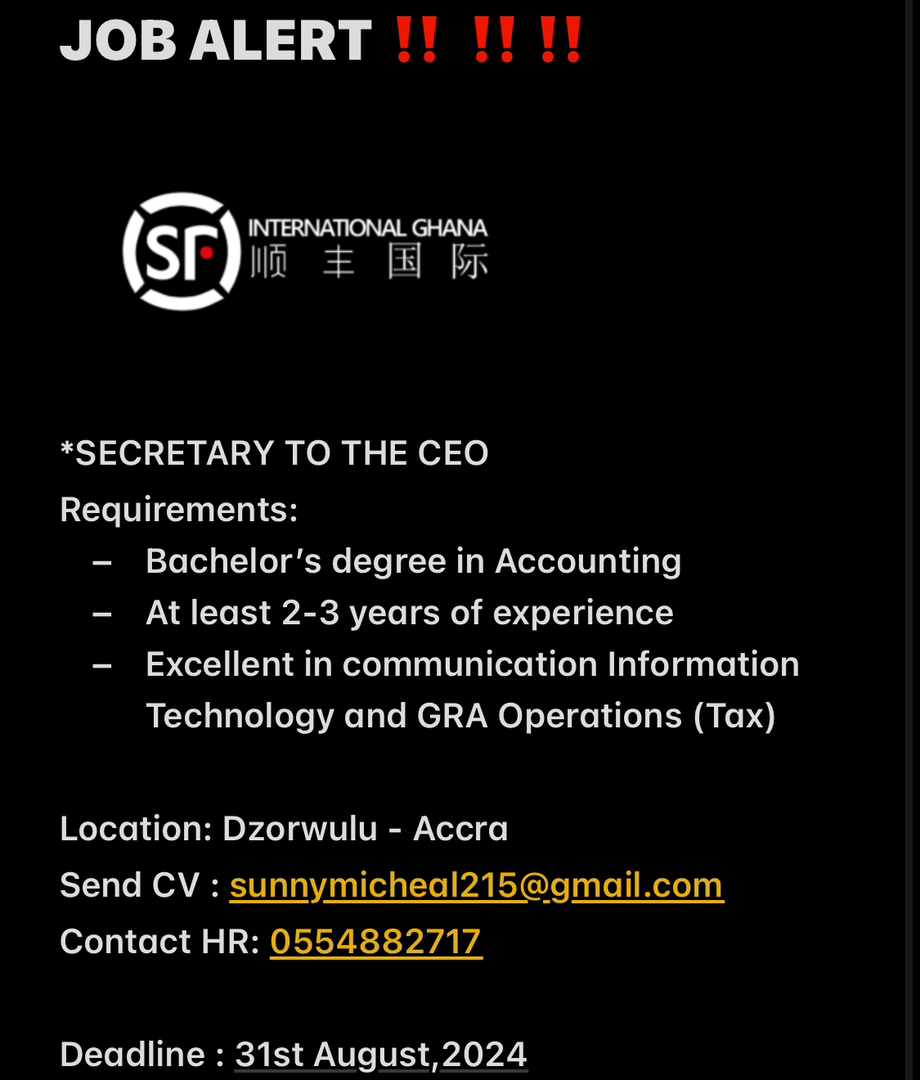 JOB ALERT ‼️ ‼️ ‼️
SF INTERNATIONAL GHANA
顺丰国际
*SECRETARY TO THE CEO
Requirements:
– Bachelor’s degree in Accounting
– At least 2-3 years of experience
– Excellent in communication Information
Technology and GRA Operations (Tax)
Location: Dzorwulu - Accra
Send CV : sunnymicheal215@gmail.com
Contact HR: 0554882717
Deadline : 31st August,2024